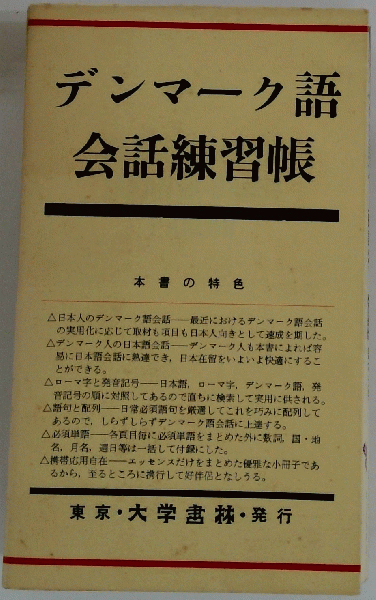 デンマーク語
会話練習帳
本書の特色
△日本人のデンマーク語会話──最近におけるデンマーク語会話
の実用化に応じて取材も項目も日本人向きとして速成を期した。
△デンマーク人の日本語会話──デンマーク人も本書によれば容
易に日本語会話に熟達でき，日本在留をいよいよ快適にするこ
とができる。
△ローマ字と発音記号──日本語，ローマ字，デンマーク語，発
音記号の順に対照してあるので直ちに検索して実用に供される。
△語句と配列──日常必須語句を厳選してこれを巧みに配列して
あるので，しらずしらずデンマーク語会話に上達する。
△必須単語──各頁目毎に必須単語をまとめた外に数詞，国・地
名，月名，週日等は一括して付録にした。
△携帯応用自在──エッセンスだけをまとめた優雅な小冊子であ
るから，至るところに携行して好伴侶となしうる。
東京・大学書林・発行